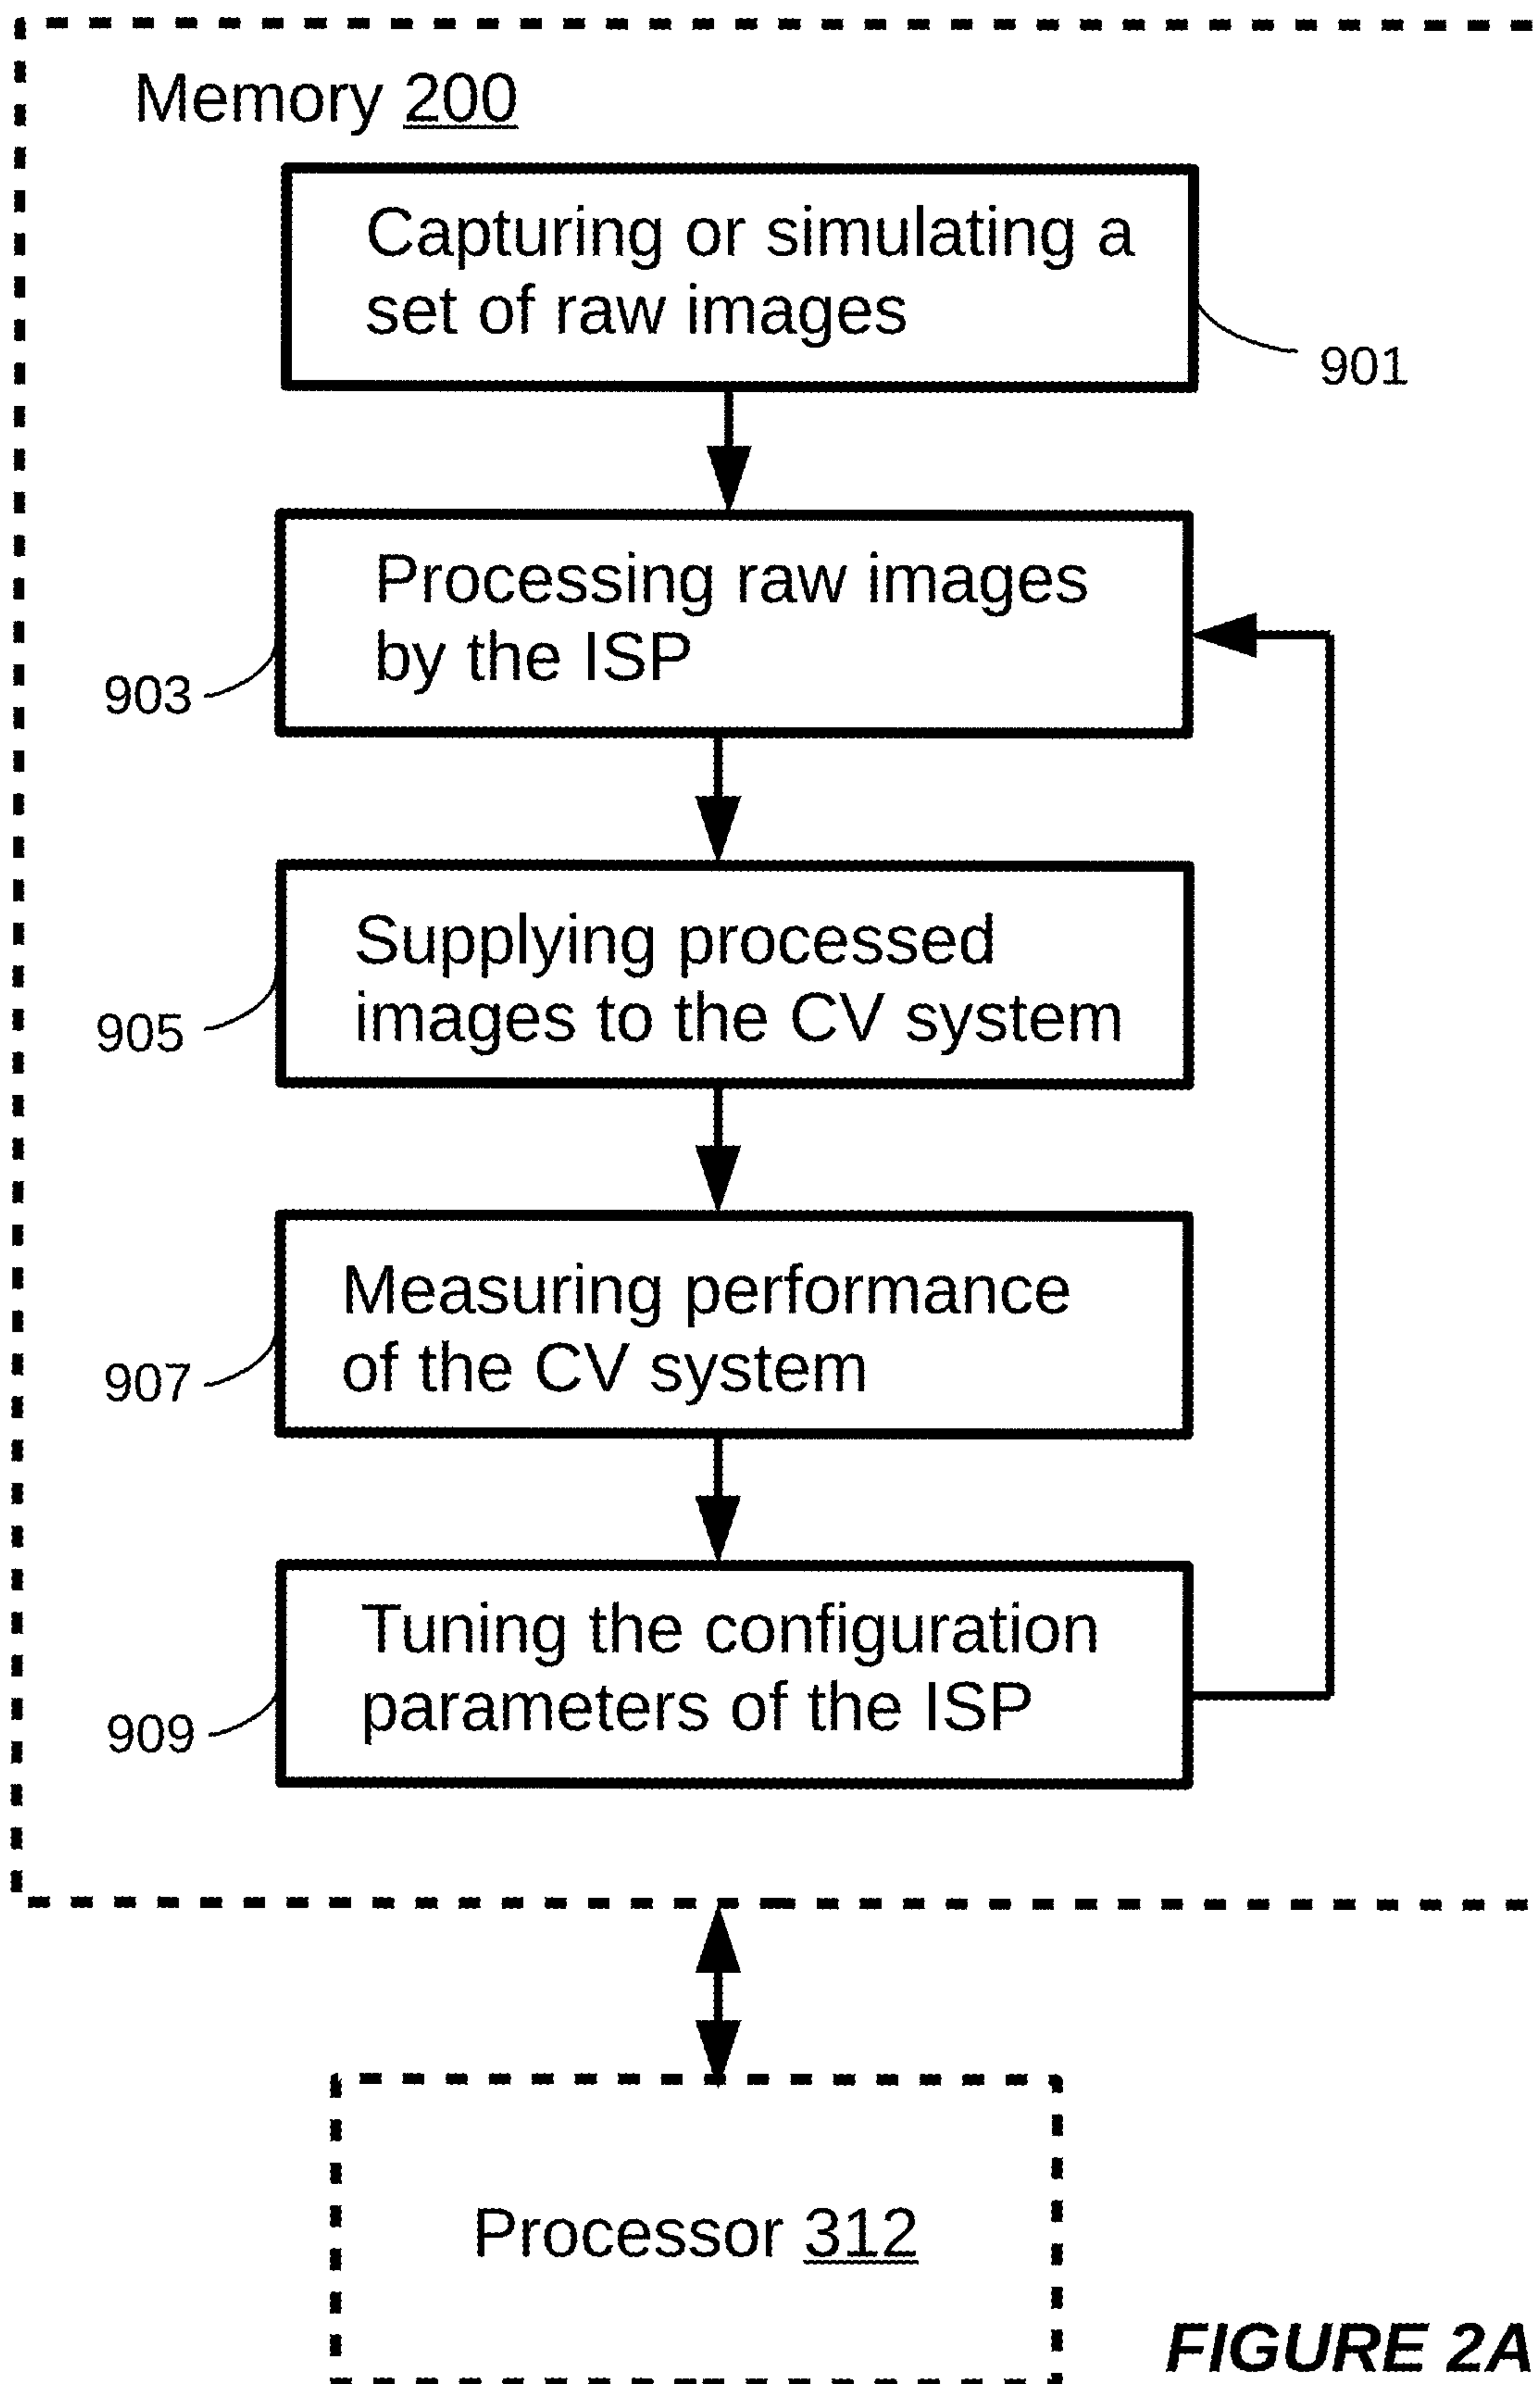 Memory 200
Capturing or simulating a
set of raw images
901
Processing raw images
by the ISP
903
Supplying processed
images to the CV system
905
Measuring performance
of the CV system
907
Tuning the configuration
parameters of the ISP
909
Processor 312
FIGURE 2A